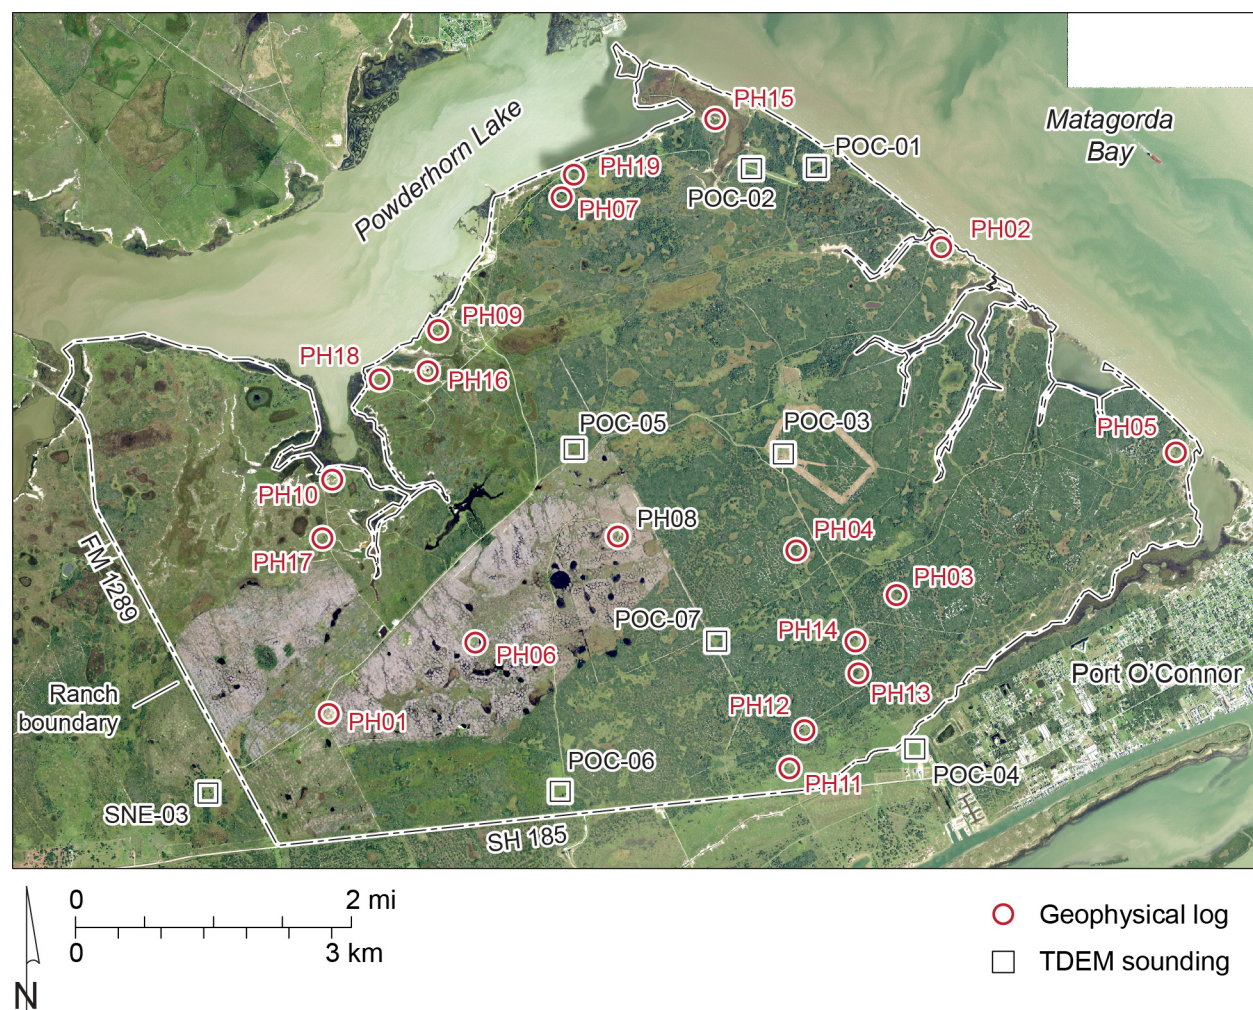 PH15
Matagorda
Bay
POC-01
Powderhorn Lake
PH19
POC-02
PH07
PH02
PH09
PH18
PH16
POC-05
POC-03
PH05
PH10
PH08
PH04
PH17
FM 1289
PH03
POC-07
PH14
PH06
Port O'Connor
PH13
Ranch
boundary
PH12
PH01
POC-06
POC-04
PH11
SNE-03
SH 185
0
2 mi
0
3 km
N
Geophysical log
TDEM sounding